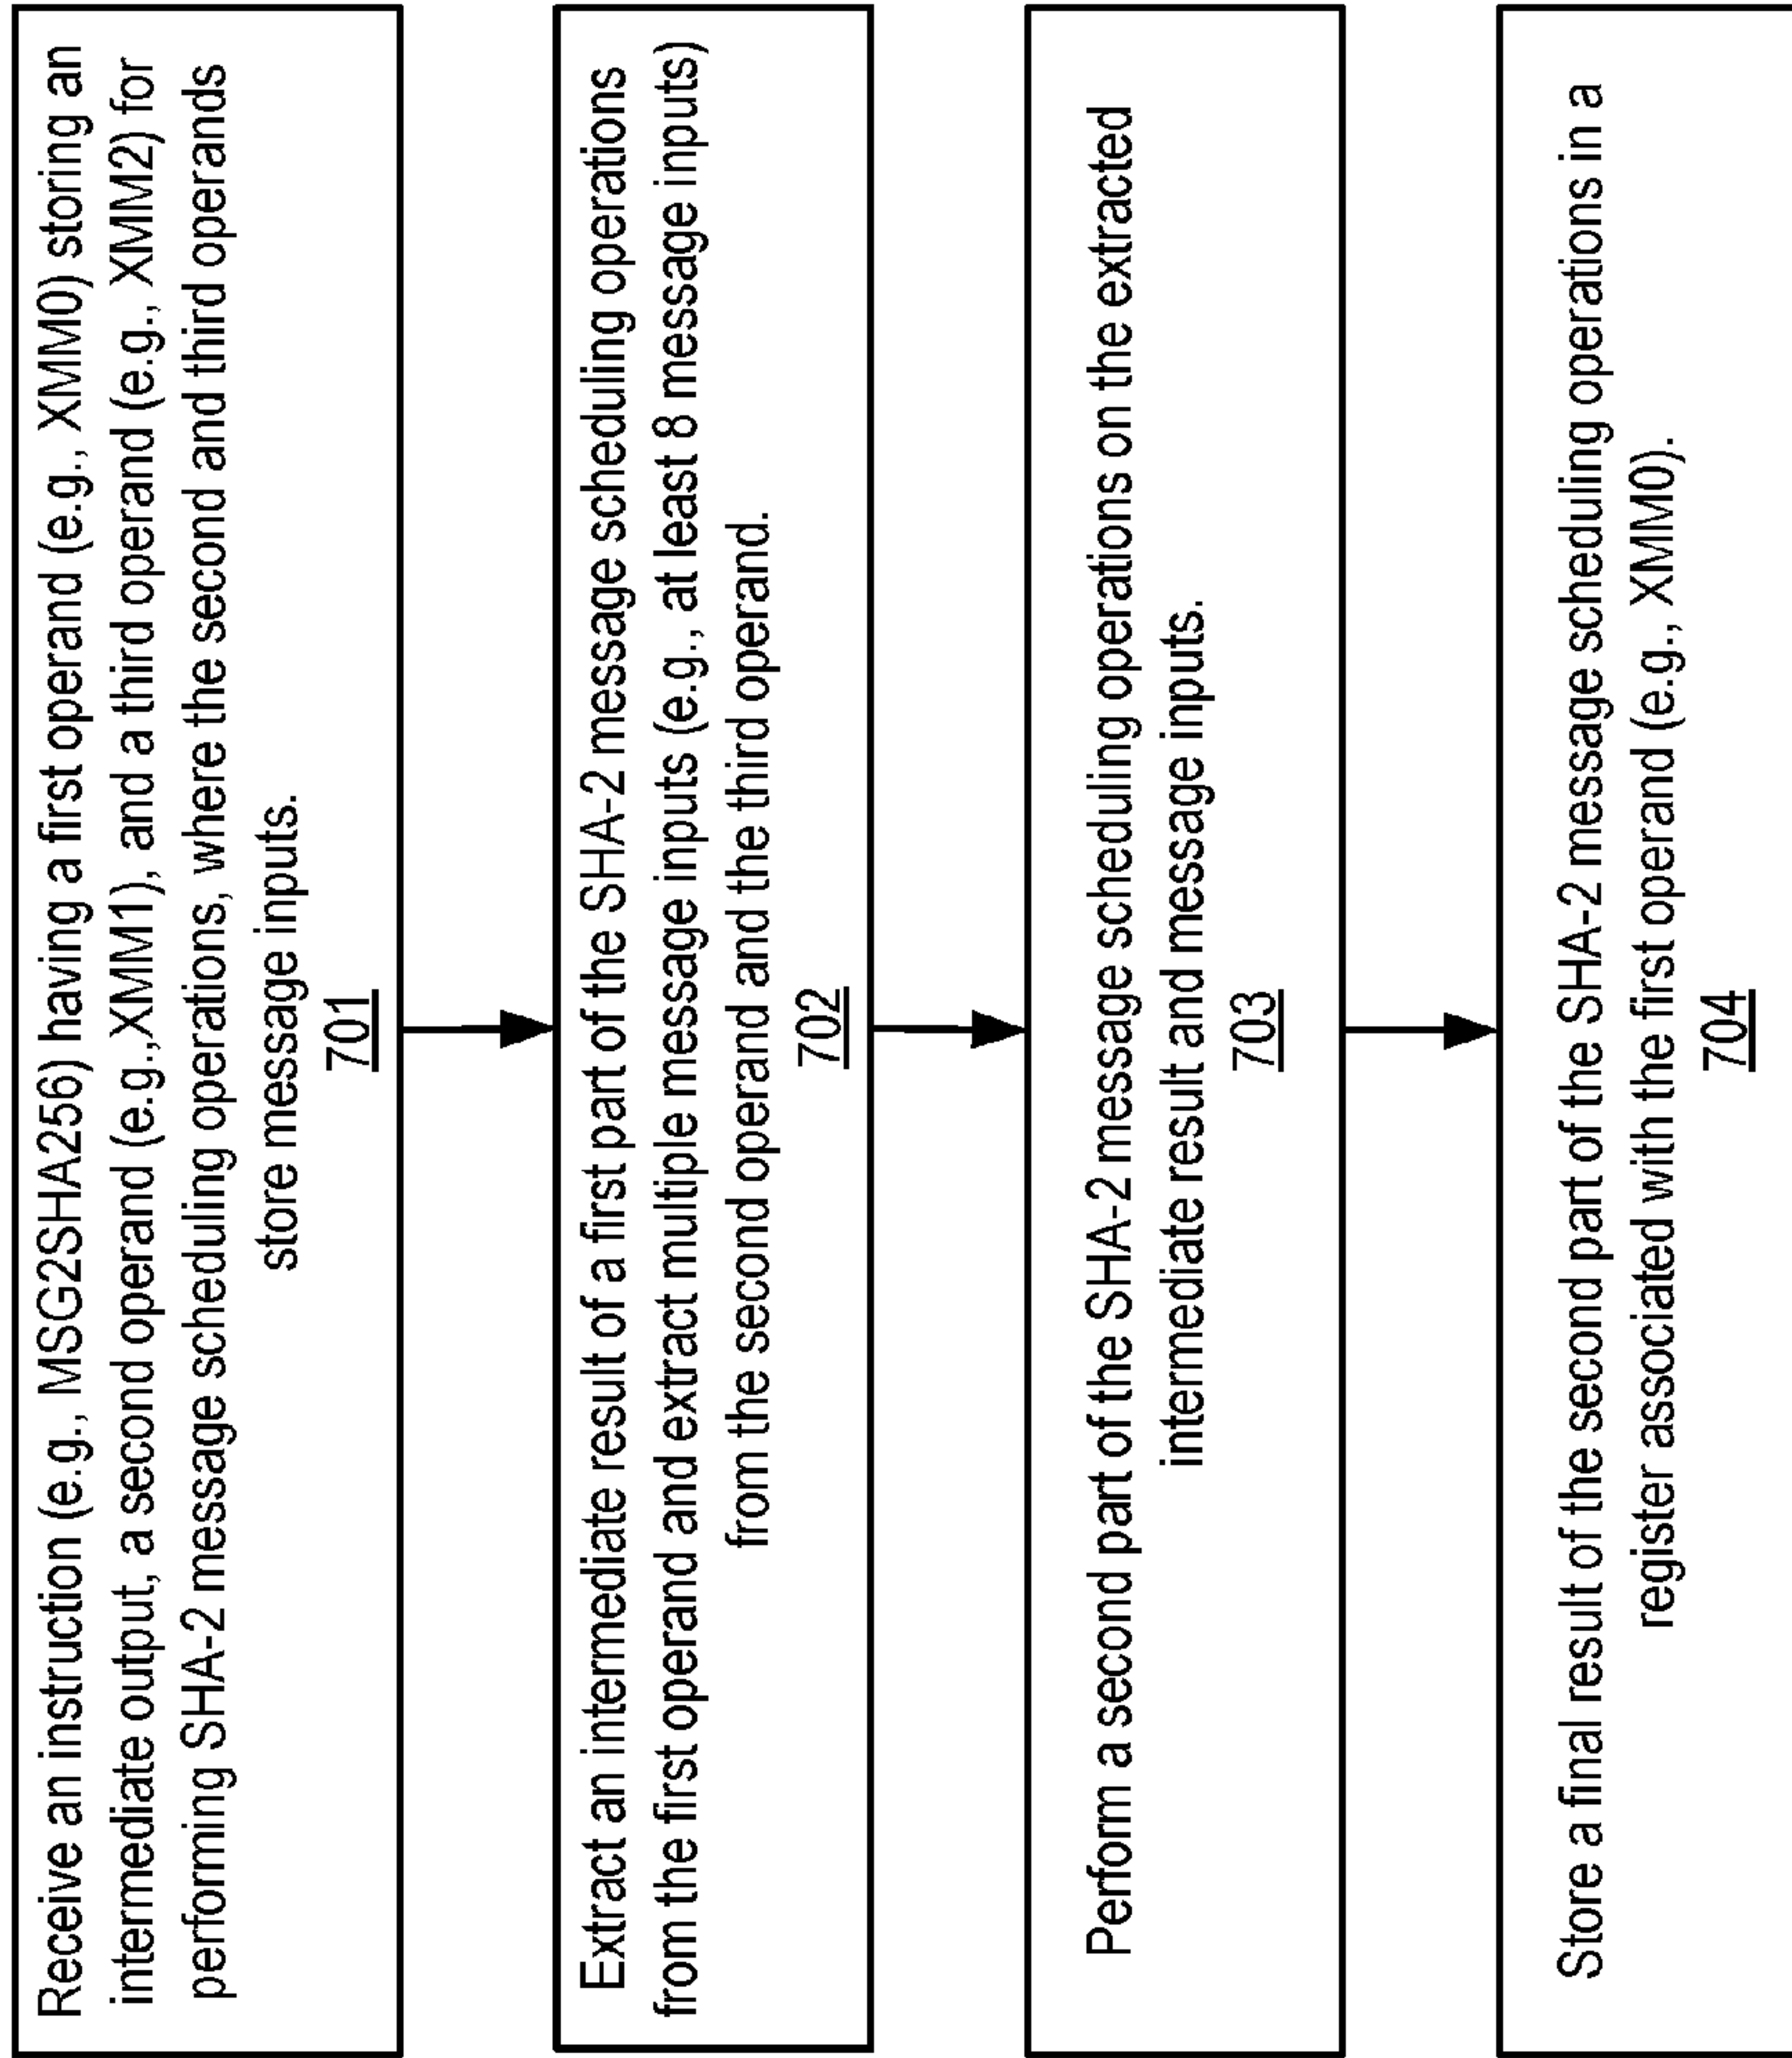 Receive an instruction (e.g., MSG2SHA256) having a first operand (e.g., XMM0) storing an
intermediate output, a second operand (e.g.,XMM1), and a third operand (e.g., XMM2) for
performing SHA-2 message scheduling operations, where the second and third operands
store message inputs.
701
Extract an intermediate result of a first part of the SHA-2 message scheduling operations
from the first operand and extract multiple message inputs (e.g., at least 8 message inputs)
from the second operand and the third operand.
702
Perform a second part of the SHA-2 message scheduling operations on the extracted
intermediate result and message inputs.
703
Store a final result of the second part of the SHA-2 message scheduling operations in a
register associated with the first operand (e.g., XMM0).
704